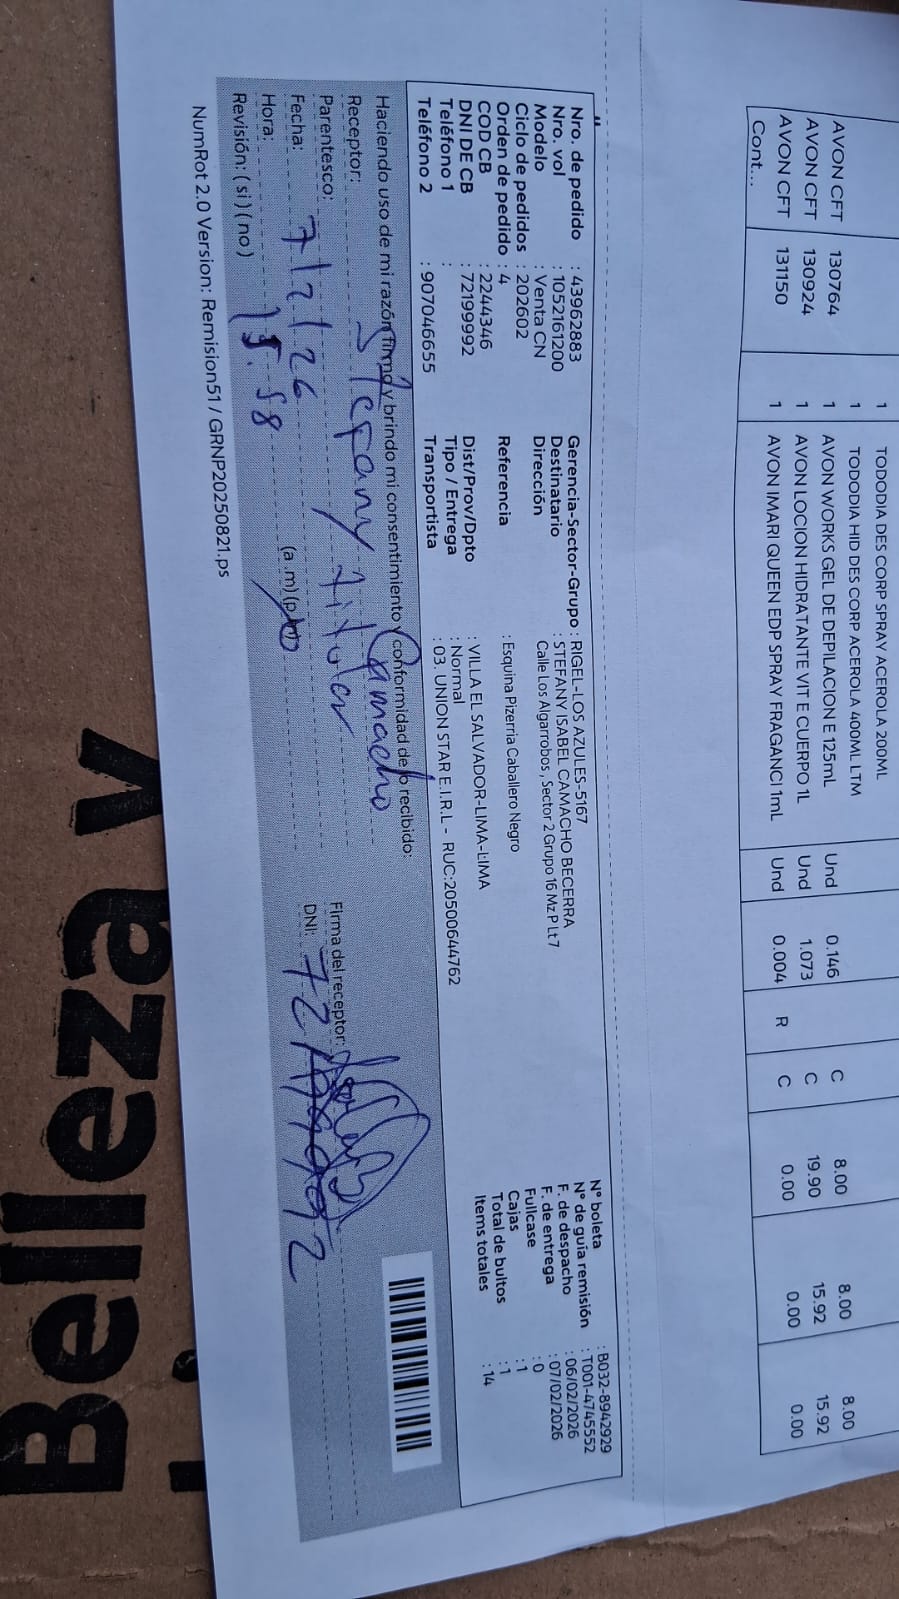 1 TODODIA DES CORP SPRAY ACEROLA 200ML
1 TODODIA HID DES CORP ACEROLA 400ML LTM
AVON CFT 130764 1 AVON WORKS GEL DE DEPILACION E 125mL Und 0.146 C 8.00 8.00 8.00
AVON CFT 130924 1 AVON LOCION HIDRATANTE VIT E CUERPO 1L Und 1.073 C 19.90 15.92 15.92
AVON CFT 131150 1 AVON IMARI QUEEN EDP SPRAY FRAGANCI 1mL Und 0.004 R C 0.00 0.00 0.00
Cont...
Nro. de pedido : 43962883
Nro. vol : 1052161200
Modelo : Venta CN
Ciclo de pedidos : 202602
Orden de pedido : 4
COD CB : 22443446
DNI DE CB : 72199992
Teléfono 1 :
Teléfono 2 : 907046655
Gerencia-Sector-Grupo : RIGEL-LOS AZULES-5167
Destinatario : STEFANY ISABEL CAMACHO BECERRA
Dirección Calle Los Algarrobos, Sector 2 Grupo 16 Mz P Lt 7
Referencia : Esquina Pizerria Caballero Negro
Dist/Prov/Dpto : VILLA EL SALVADOR-LIMA-LIMA
Tipo / Entrega : Normal
Transportista : 03. UNION STAR E.I.R.L - RUC:20500644762
N° boleta : B032-8942929
N° de guía remisión : T001-4745552
F. de despacho : 06/02/2026
F. de entrega : 07/02/2026
Fullcase : 0
Cajas : 1
Total de bultos : 1
Items totales : 14
Haciendo uso de mi razón firmo y brindo mi consentimiento y conformidad de lo recibido:
Receptor: Stefany Camacho
Parentesco: titular
Fecha: 7/2/26
Hora: 15:58 (a.m) (p.m)
Revisión: ( si ) ( no )
Firma del receptor:
DNI:
NumRot 2.0 Version: Remision51 / GRNP20250821.ps
Belleza y